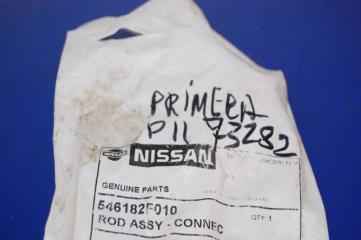 PRIMERA
P11 73282
NISSAN
GENUINE PARTS
546182F010 QTY: 1
ROD ASSY - CONNEC